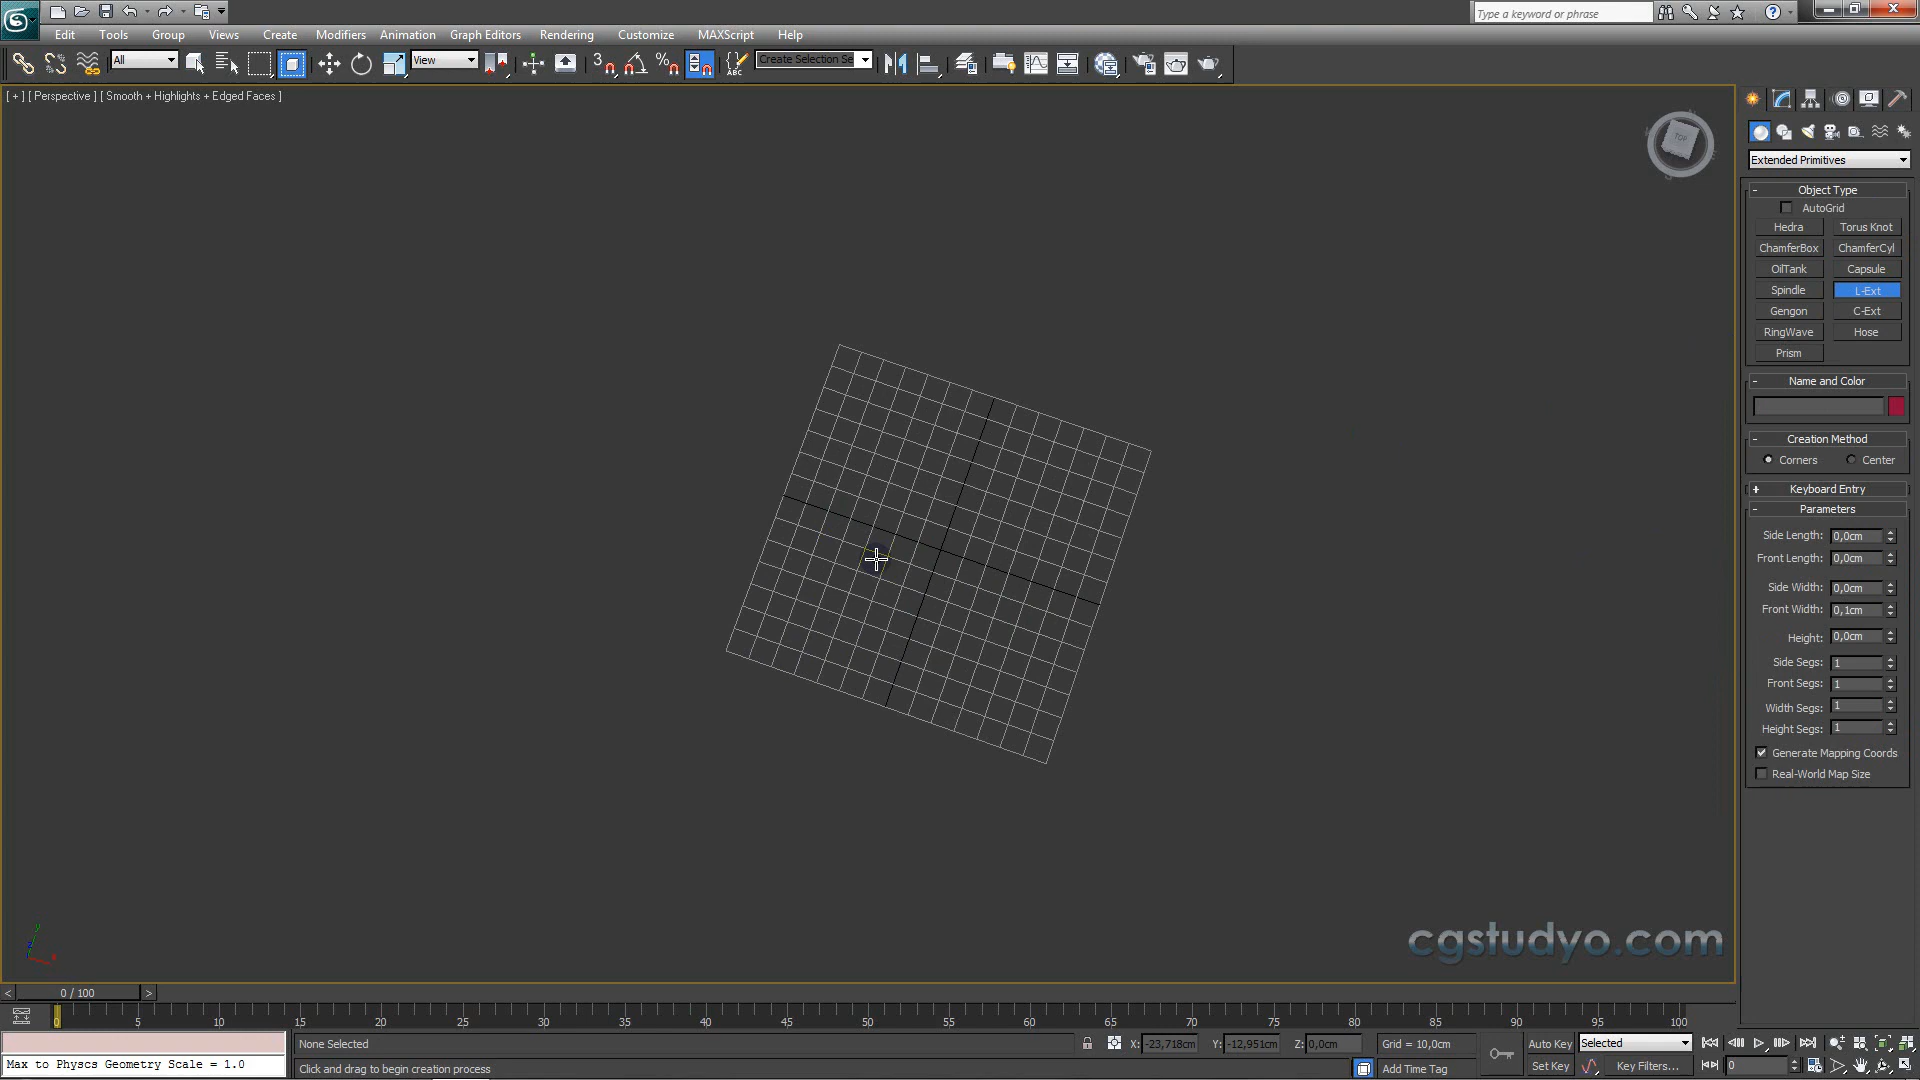 Type a keyword or phrase
Edit Tools Group Views Create Modifiers Animation Graph Editors Rendering Customize MAXScript Help
All View 3 % ABC Create Selection Se
[ + ] [ Perspective ] [ Smooth + Highlights + Edged Faces ]
TOP
Extended Primitives
- Object Type
AutoGrid
Hedra Torus Knot
ChamferBox ChamferCyl
OilTank Capsule
Spindle L-Ext
Gengon C-Ext
RingWave Hose
Prism
- Name and Color
- Creation Method
Corners Center
+ Keyboard Entry
- Parameters
Side Length: 0,0cm
Front Length: 0,0cm
Side Width: 0,0cm
Front Width: 0,1cm
Height: 0,0cm
Side Segs: 1
Front Segs: 1
Width Segs: 1
Height Segs: 1
Generate Mapping Coords
Real-World Map Size
cgstudyo.com
< 0 / 100 >
0 5 10 15 20 25 30 35 40 45 50 55 60 65 70 75 80 85 90 95 100
None Selected X: -23,718cm Y: -12,951cm Z: 0,0cm Grid = 10,0cm Auto Key Selected
Max to Physcs Geometry Scale = 1.0 Click and drag to begin creation process Add Time Tag Set Key Key Filters... 0